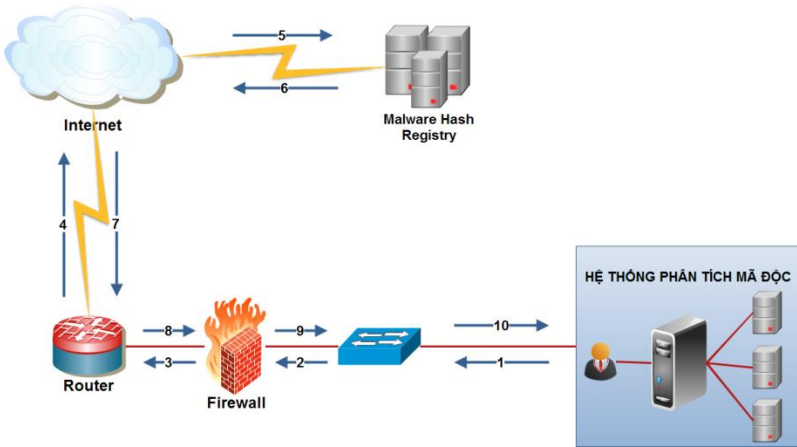 5
6
Internet
Malware Hash
Registry
4
7
HỆ THỐNG PHÂN TÍCH MÃ ĐỘC
8
9
10
3
2
1
Router
Firewall